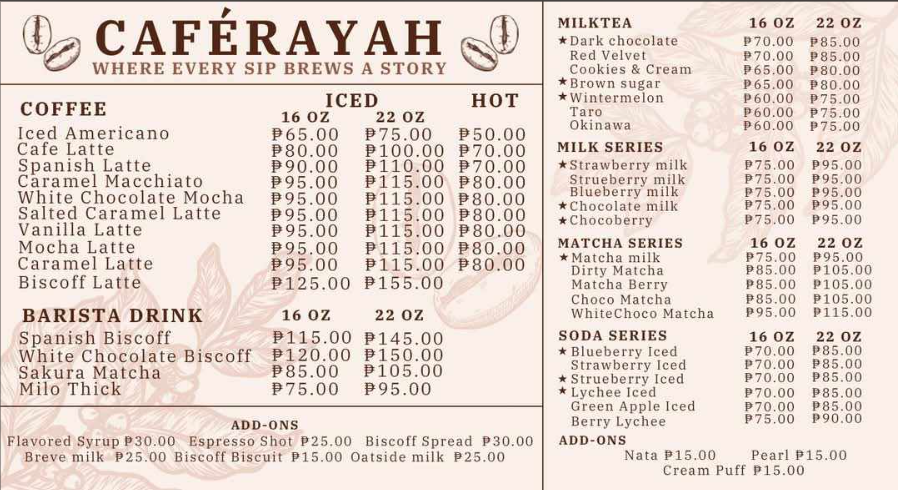 CAFÉRAYAH
WHERE EVERY SIP BREWS A STORY
COFFEE ICED HOT
16 OZ 22 OZ
Iced Americano ₱65.00 ₱75.00 ₱50.00
Cafe Latte ₱80.00 ₱100.00 ₱70.00
Spanish Latte ₱90.00 ₱110.00 ₱70.00
Caramel Macchiato ₱95.00 ₱115.00 ₱80.00
White Chocolate Mocha ₱95.00 ₱115.00 ₱80.00
Salted Caramel Latte ₱95.00 ₱115.00 ₱80.00
Vanilla Latte ₱95.00 ₱115.00 ₱80.00
Mocha Latte ₱95.00 ₱115.00 ₱80.00
Caramel Latte ₱95.00 ₱115.00 ₱80.00
Biscoff Latte ₱125.00 ₱155.00
BARISTA DRINK 16 OZ 22 OZ
Spanish Biscoff ₱115.00 ₱145.00
White Chocolate Biscoff ₱120.00 ₱150.00
Sakura Matcha ₱85.00 ₱105.00
Milo Thick ₱75.00 ₱95.00
ADD-ONS
Flavored Syrup ₱30.00 Espresso Shot ₱25.00 Biscoff Spread ₱30.00
Breve milk ₱25.00 Biscoff Biscuit ₱15.00 Oatside milk ₱25.00
MILKTEA 16 OZ 22 OZ
★Dark chocolate ₱70.00 ₱85.00
Red Velvet ₱70.00 ₱85.00
Cookies & Cream ₱65.00 ₱80.00
★Brown sugar ₱65.00 ₱80.00
★Wintermelon ₱60.00 ₱75.00
Taro ₱60.00 ₱75.00
Okinawa ₱60.00 ₱75.00
MILK SERIES 16 OZ 22 OZ
★Strawberry milk ₱75.00 ₱95.00
Strueberry milk ₱75.00 ₱95.00
Blueberry milk ₱75.00 ₱95.00
★Chocolate milk ₱75.00 ₱95.00
★Chocoberry ₱75.00 ₱95.00
MATCHA SERIES 16 OZ 22 OZ
★Matcha milk ₱75.00 ₱95.00
Dirty Matcha ₱85.00 ₱105.00
Matcha Berry ₱85.00 ₱105.00
Choco Matcha ₱85.00 ₱105.00
WhiteChoco Matcha ₱95.00 ₱115.00
SODA SERIES 16 OZ 22 OZ
★Blueberry Iced ₱70.00 ₱85.00
Strawberry Iced ₱70.00 ₱85.00
★Strueberry Iced ₱70.00 ₱85.00
★Lychee Iced ₱70.00 ₱85.00
Green Apple Iced ₱70.00 ₱85.00
Berry Lychee ₱75.00 ₱90.00
ADD-ONS
Nata ₱15.00 Pearl ₱15.00
Cream Puff ₱15.00